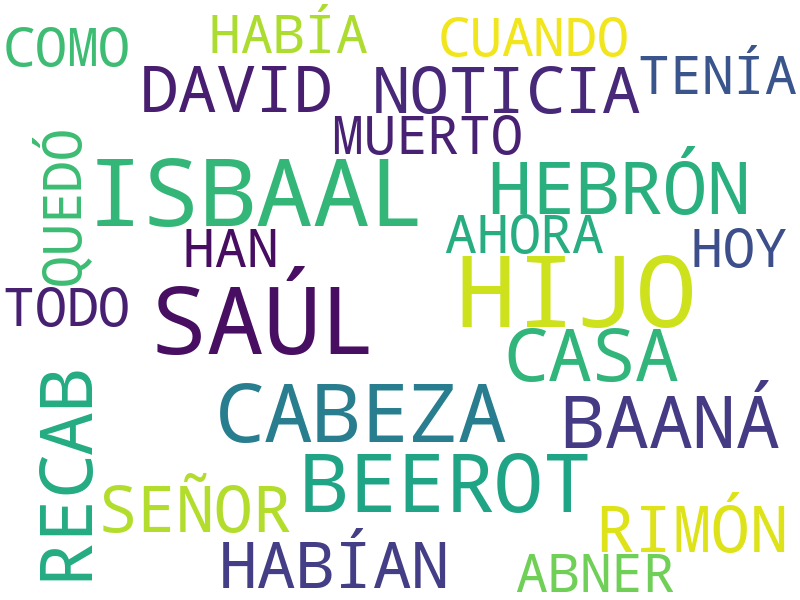 COMO
HABÍA
CUANDO
TENÍA
DAVID
NOTICIA
MUERTO
QUEDÓ
ISBAAL
HEBRÓN
HAN
AHORA
HOY
TODO
SAÚL
HIJO
CASA
RECAB
CABEZA
BAANÁ
SEÑOR
BEEROT
RIMÓN
HABÍAN
ABNER